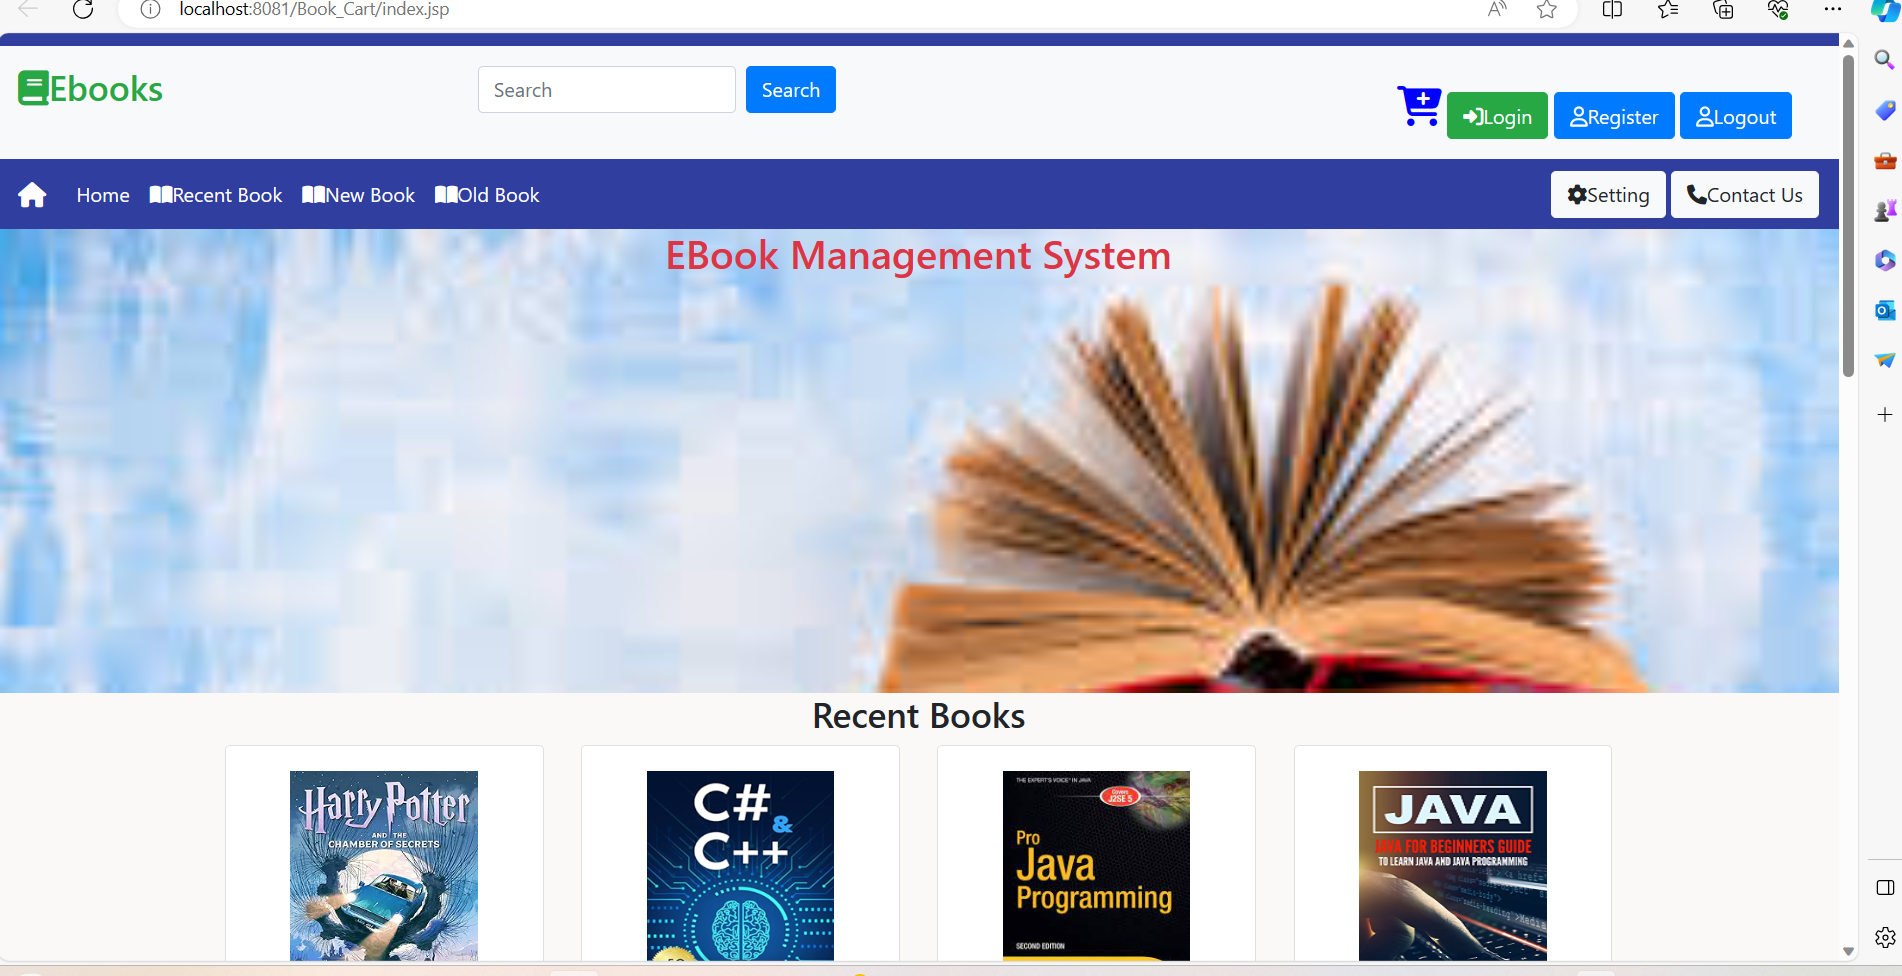 localhost:8081/Book_Cart/index.jsp
Ebooks
Search
Search
Login
Register
Logout
Home
Recent Book
New Book
Old Book
Setting
Contact Us
EBook Management System
Recent Books
Harry Potter
AND THE
CHAMBER OF SECRETS
C#
&
C++
THE EXPERT'S VOICE® IN JAVA
Covers
J2SE 5
Pro
Java
Programming
SECOND EDITION
JAVA
JAVA FOR BEGINNERS GUIDE
TO LEARN JAVA AND JAVA PROGRAMMING